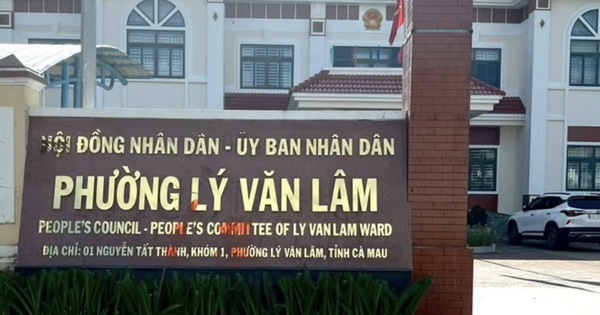 HỘI ĐỒNG NHÂN DÂN - ỦY BAN NHÂN DÂN
PHƯỜNG LÝ VĂN LÂM
PEOPLE'S COUNCIL - PEOPLE'S COMMITTEE OF LY VAN LAM WARD
ĐỊA CHỈ: 01 NGUYỄN TẤT THÀNH, KHÓM 1, PHƯỜNG LÝ VĂN LÂM, TỈNH CÀ MAU